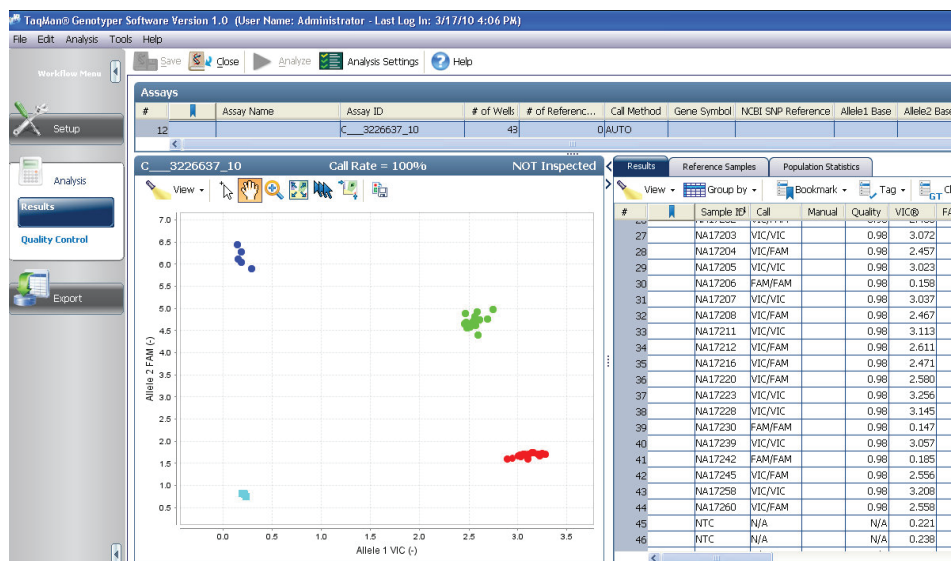 TaqMan® Genotyper Software Version 1.0 (User Name: Administrator - Last Log In: 3/17/10 4:06 PM)
File Edit Analysis Tools Help
Workflow Menu
Save Close Analyze Analysis Settings Help
Setup
Analysis
Results
Quality Control
Export
Assays
# Assay Name Assay ID # of Wells # of Referenc... Call Method Gene Symbol NCBI SNP Reference Allele1 Base Allele2 Base
12 C___3226637_10 43 0 AUTO
C___3226637_10 Call Rate = 100% NOT Inspected
View
7.0
6.5
6.0
5.5
5.0
4.5
4.0
3.5
3.0
2.5
2.0
1.5
1.0
0.5
Allele 2 FAM (-)
0.0 0.5 1.0 1.5 2.0 2.5 3.0 3.5
Allele 1 VIC (-)
Results Reference Samples Population Statistics
View Group by Bookmark Tag GT
# Sample ID Call Manual Quality VIC® FA
27 NA17203 VIC/VIC 0.98 3.072
28 NA17204 VIC/FAM 0.98 2.457
29 NA17205 VIC/VIC 0.98 3.023
30 NA17206 FAM/FAM 0.98 0.158
31 NA17207 VIC/VIC 0.98 3.037
32 NA17208 VIC/FAM 0.98 2.467
33 NA17211 VIC/VIC 0.98 3.113
34 NA17212 VIC/FAM 0.98 2.611
35 NA17216 VIC/FAM 0.98 2.471
36 NA17220 VIC/FAM 0.98 2.580
37 NA17223 VIC/VIC 0.98 3.256
38 NA17228 VIC/VIC 0.98 3.145
39 NA17230 FAM/FAM 0.98 0.147
40 NA17239 VIC/VIC 0.98 3.057
41 NA17242 FAM/FAM 0.98 0.185
42 NA17245 VIC/FAM 0.98 2.556
43 NA17258 VIC/VIC 0.98 3.208
44 NA17260 VIC/FAM 0.98 2.558
45 NTC N/A N/A 0.221
46 NTC N/A N/A 0.238